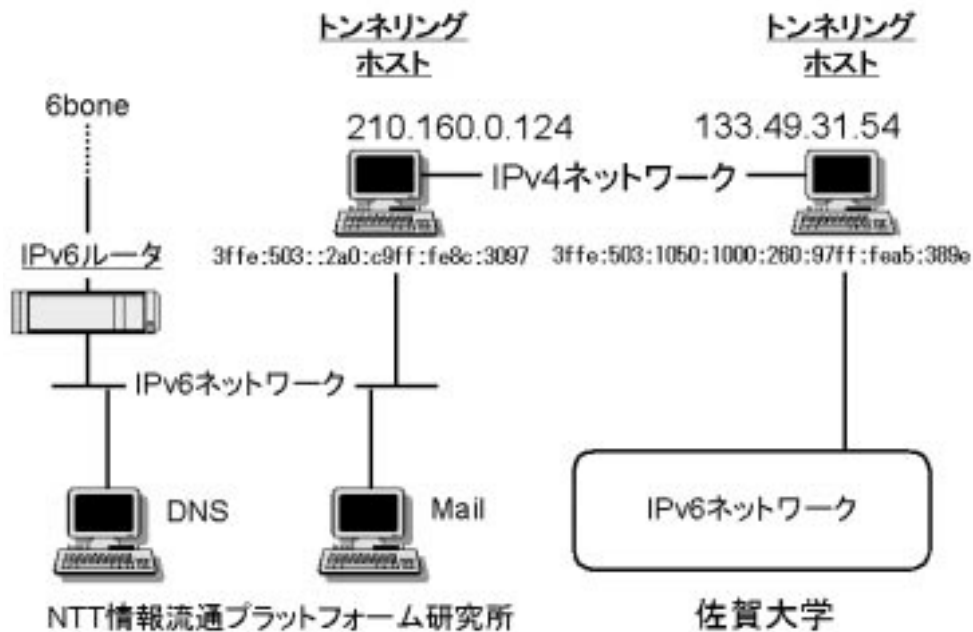 トンネリング
ホスト
トンネリング
ホスト
6bone
210.160.0.124
133.49.31.54
IPv4ネットワーク
IPv6ルータ
3ffe:503::2a0:c9ff:fe8c:3097
3ffe:503:1050:1000:260:97ff:fea5:389e
IPv6ネットワーク
DNS
Mail
IPv6ネットワーク
NTT情報流通プラットフォーム研究所
佐賀大学